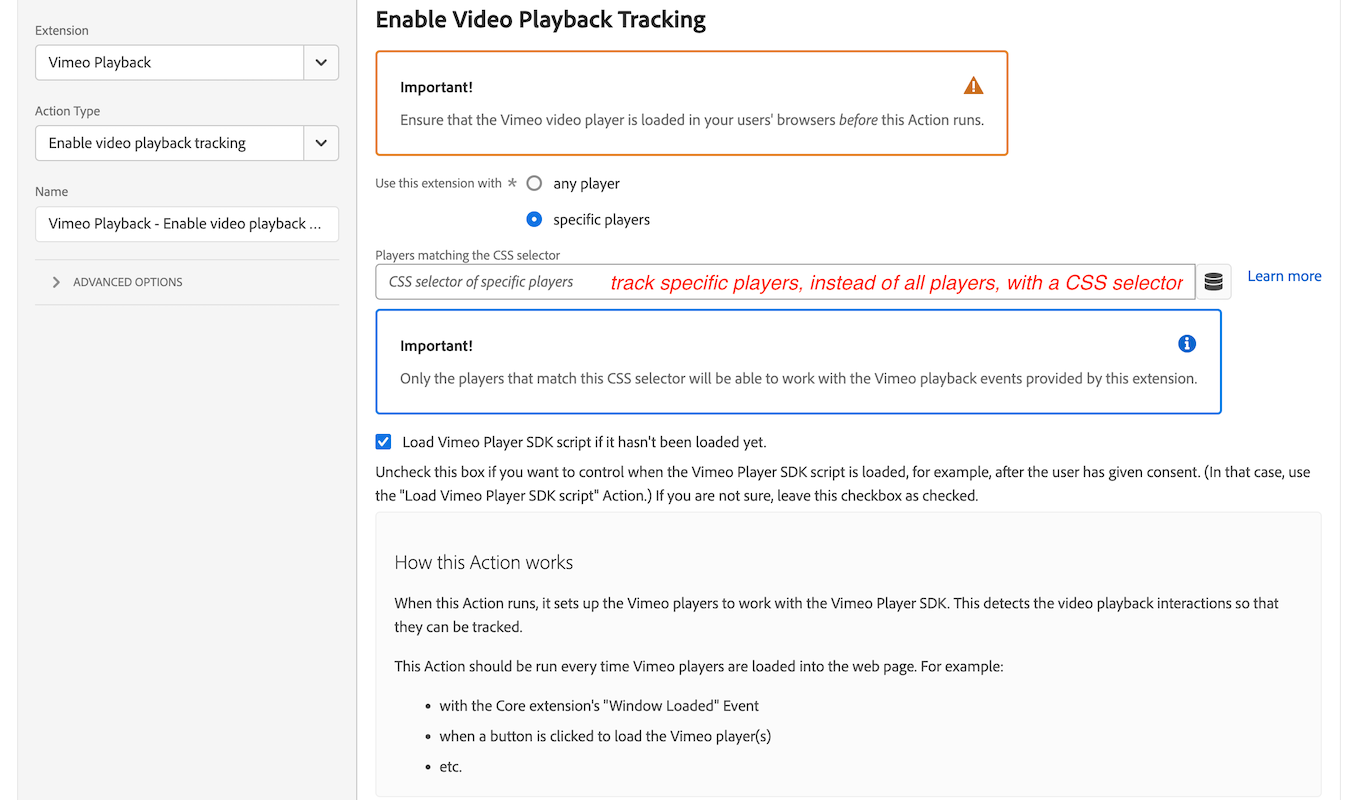 Extension
Vimeo Playback
Action Type
Enable video playback tracking
Name
Vimeo Playback - Enable video playback ...
ADVANCED OPTIONS
Enable Video Playback Tracking
Important!
Ensure that the Vimeo video player is loaded in your users' browsers before this Action runs.
Use this extension with * any player
specific players
Players matching the CSS selector
CSS selector of specific players track specific players, instead of all players, with a CSS selector
Learn more
Important!
Only the players that match this CSS selector will be able to work with the Vimeo playback events provided by this extension.
Load Vimeo Player SDK script if it hasn't been loaded yet.
Uncheck this box if you want to control when the Vimeo Player SDK script is loaded, for example, after the user has given consent. (In that case, use
the "Load Vimeo Player SDK script" Action.) If you are not sure, leave this checkbox as checked.
How this Action works
When this Action runs, it sets up the Vimeo players to work with the Vimeo Player SDK. This detects the video playback interactions so that
they can be tracked.
This Action should be run every time Vimeo players are loaded into the web page. For example:
• with the Core extension's "Window Loaded" Event
• when a button is clicked to load the Vimeo player(s)
• etc.